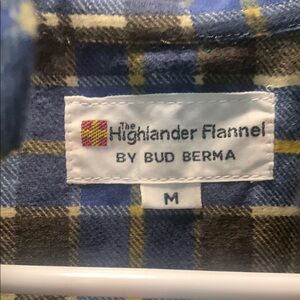 The
Highlander Flannel
BY BUD BERMA
M